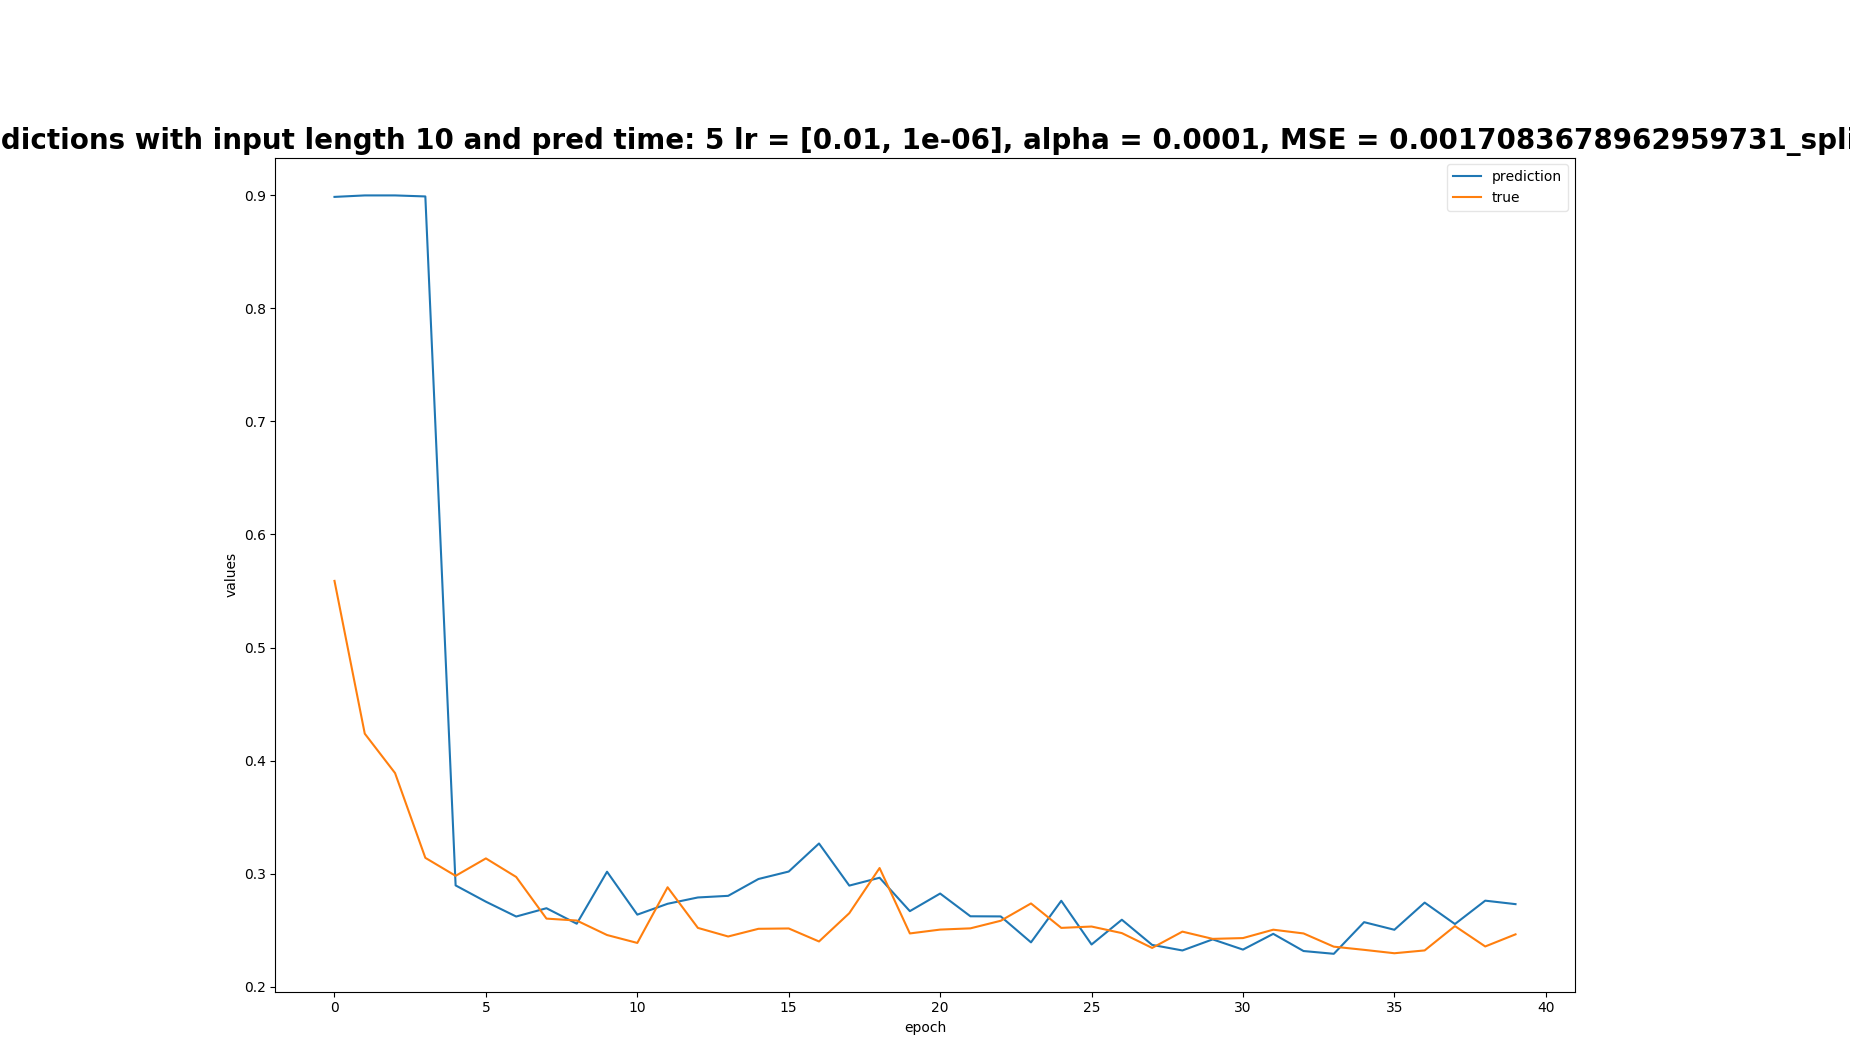 dictions with input length 10 and pred time: 5 lr = [0.01, 1e-06], alpha = 0.0001, MSE = 0.0017083678962959731_spli
prediction
true
0.9
0.8
0.7
0.6
0.5
0.4
0.3
0.2
values
0 5 10 15 20 25 30 35 40
epoch